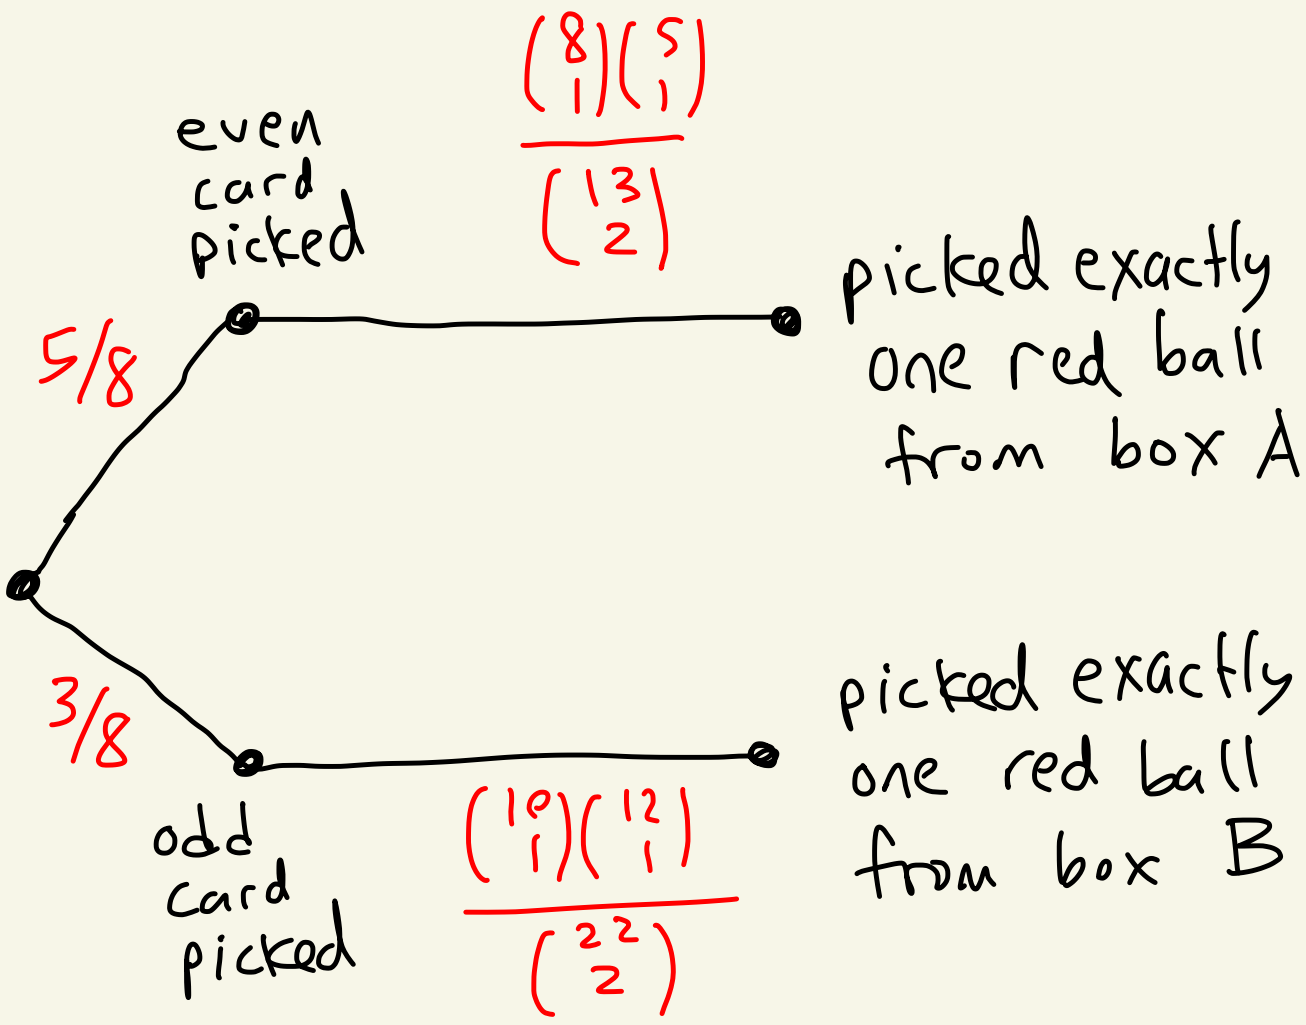 (8 1)(5 1)
(13 2)
even
card
picked
5/8
picked exactly
one red ball
from box A
3/8
odd
card
picked
(10 1)(12 1)
(22 2)
picked exactly
one red ball
from box B